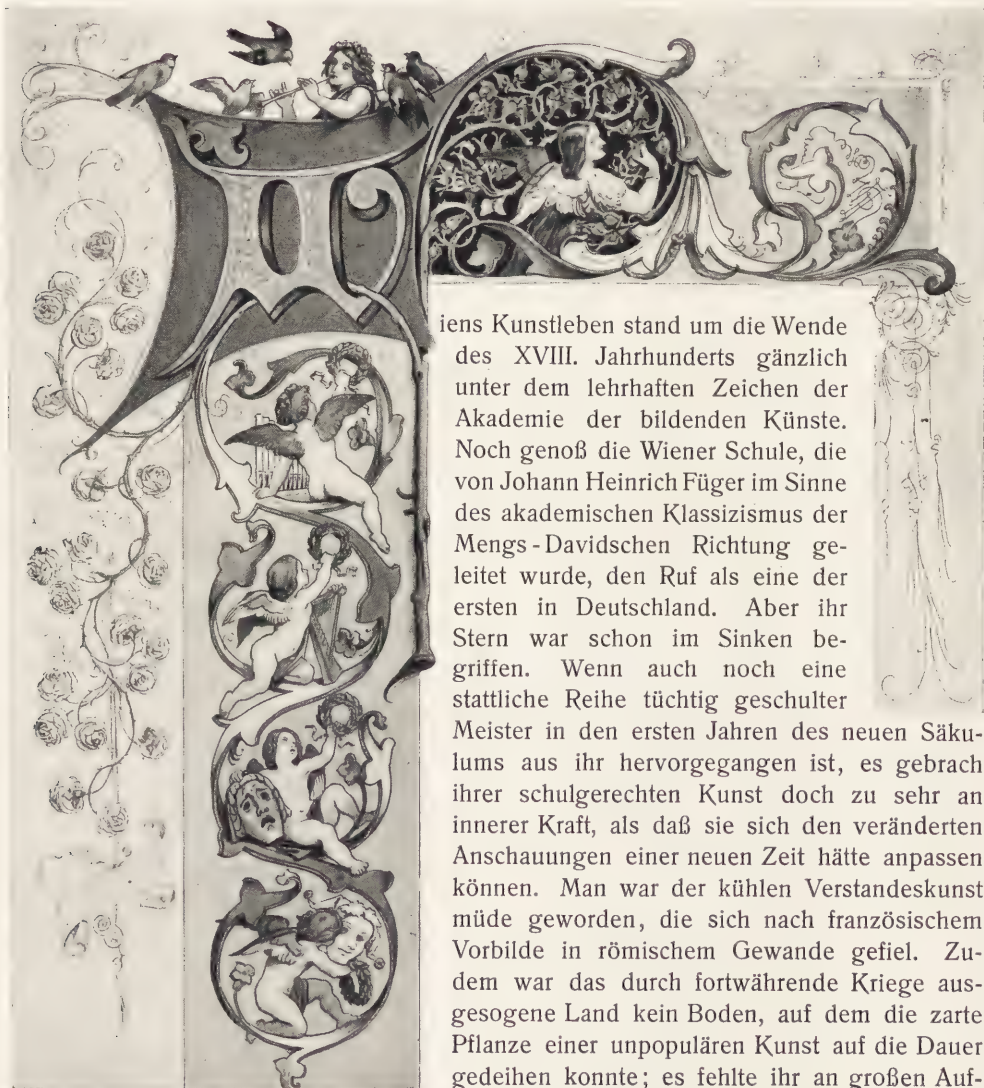 iens Kunstleben stand um die Wende
des XVIII. Jahrhunderts gänzlich
unter dem lehrhaften Zeichen der
Akademie der bildenden Künste.
Noch genoß die Wiener Schule, die
von Johann Heinrich Füger im Sinne
des akademischen Klassizismus der
Mengs-Davidschen Richtung ge-
leitet wurde, den Ruf als eine der
ersten in Deutschland. Aber ihr
Stern war schon im Sinken be-
griffen. Wenn auch noch eine
stattliche Reihe tüchtig geschulter
Meister in den ersten Jahren des neuen Säku-
lums aus ihr hervorgegangen ist, es gebrach
ihrer schulgerechten Kunst doch zu sehr an
innerer Kraft, als daß sie sich den veränderten
Anschauungen einer neuen Zeit hätte anpassen
können. Man war der kühlen Verstandeskunst
müde geworden, die sich nach französischem
Vorbilde in römischem Gewande gefiel. Zu-
dem war das durch fortwährende Kriege aus-
gesogene Land kein Boden, auf dem die zarte
Pflanze einer unpopulären Kunst auf die Dauer
gedeihen konnte; es fehlte ihr an großen Auf-